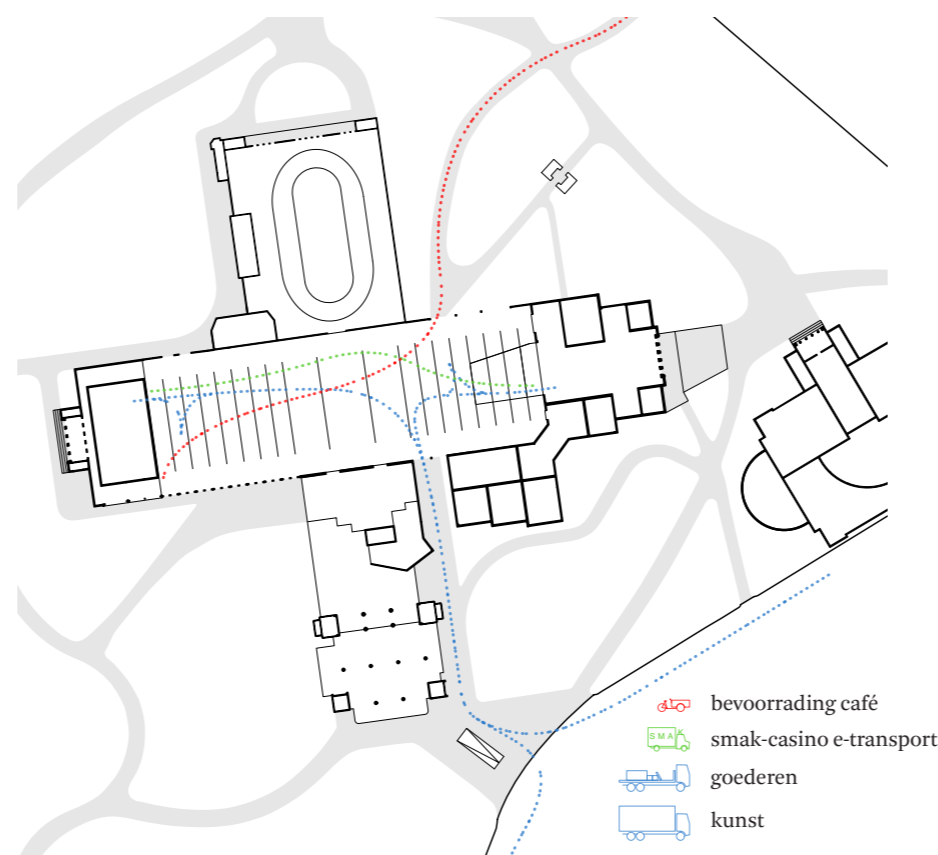 bevoorrading café
S M A K
smak-casino e-transport
goederen
kunst